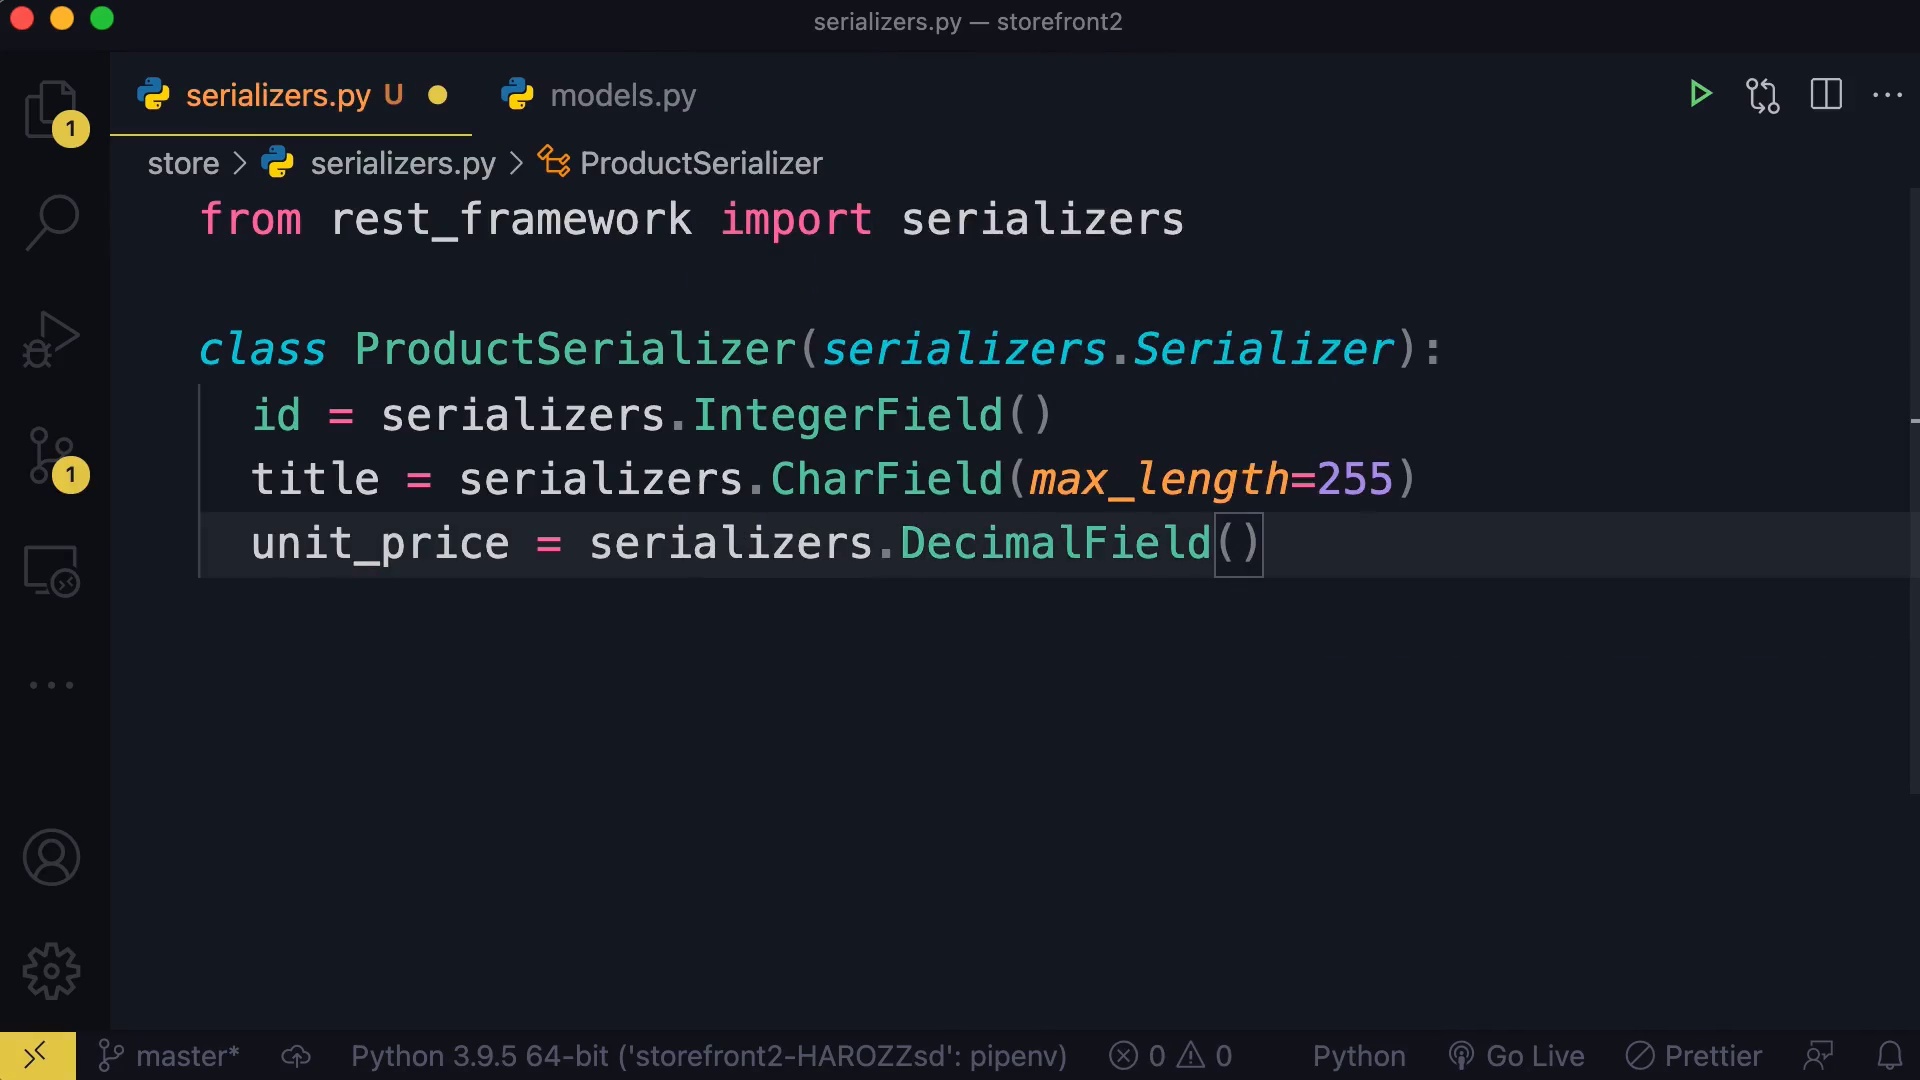 serializers.py — storefront2
serializers.py U models.py
1
store > serializers.py > ProductSerializer
from rest_framework import serializers
class ProductSerializer(serializers.Serializer):
id = serializers.IntegerField()
title = serializers.CharField(max_length=255)
unit_price = serializers.DecimalField()
1
master* Python 3.9.5 64-bit ('storefront2-HAROZZsd': pipenv) 0 0 Python Go Live Prettier